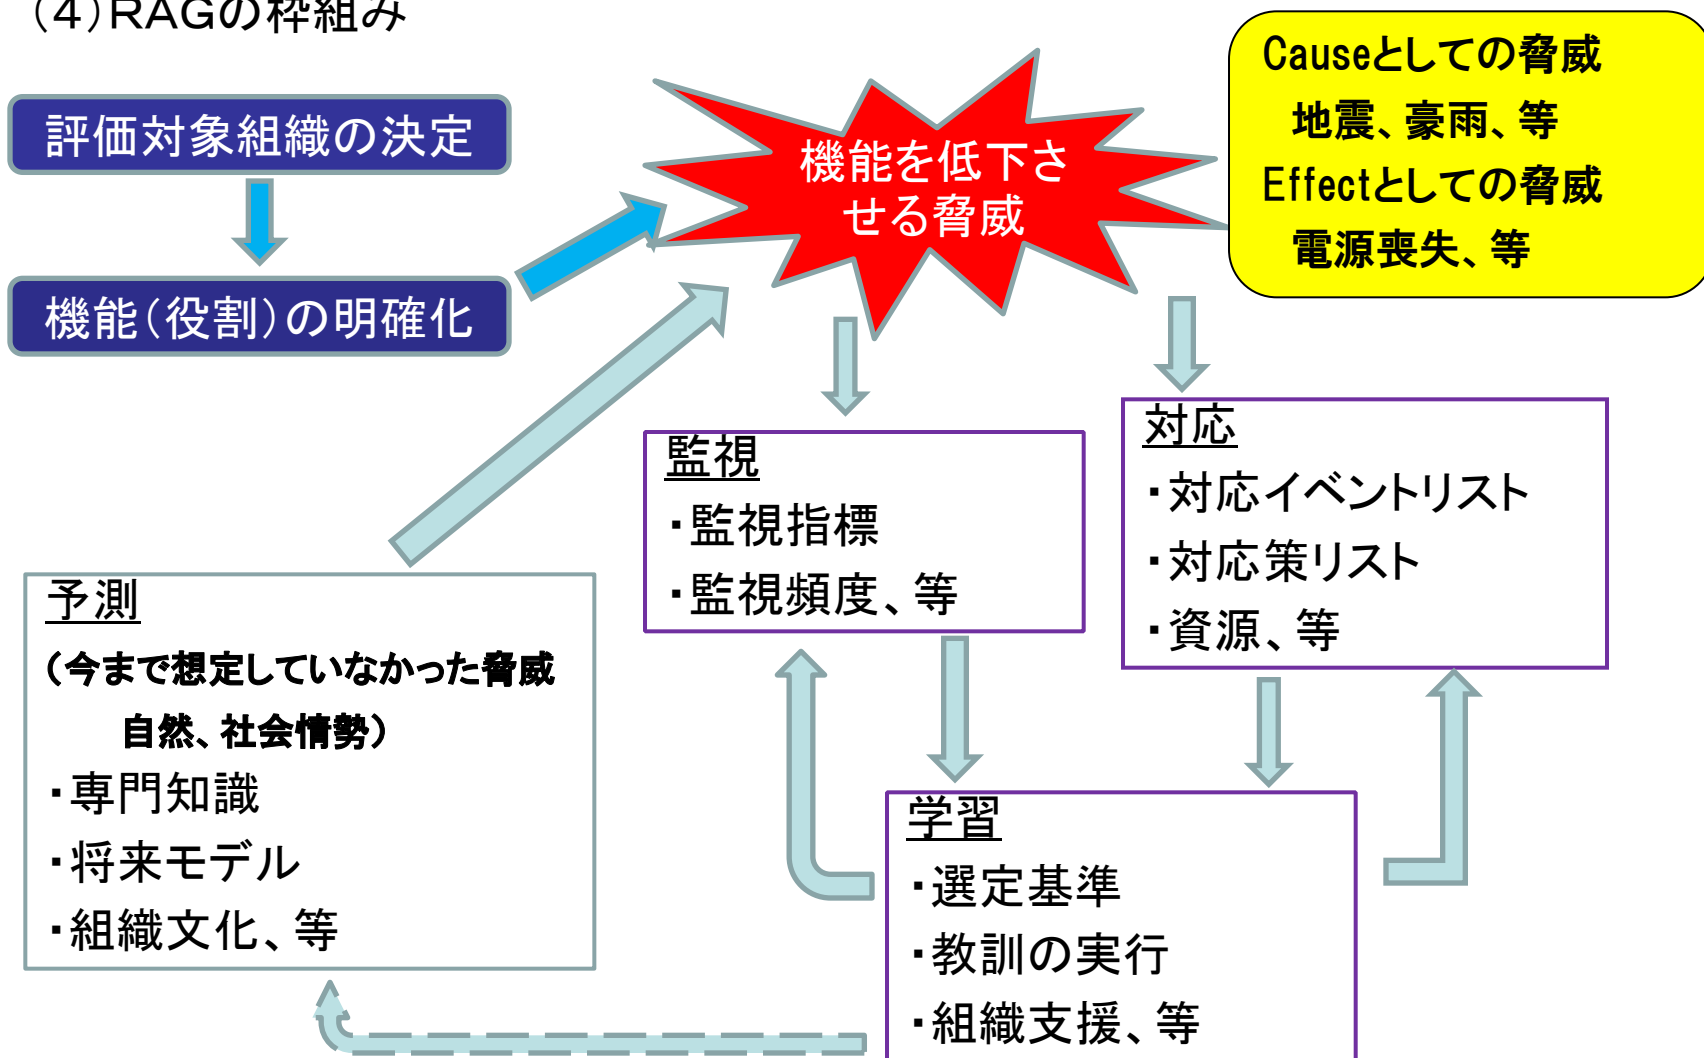 (4)RAGの枠組み
評価対象組織の決定
機能(役割)の明確化
機能を低下さ
せる脅威
Causeとしての脅威
地震、豪雨、等
Effectとしての脅威
電源喪失、等
監視
・監視指標
・監視頻度、等
対応
・対応イベントリスト
・対応策リスト
・資源、等
予測
(今まで想定していなかった脅威
自然、社会情勢)
・専門知識
・将来モデル
・組織文化、等
学習
・選定基準
・教訓の実行
・組織支援、等